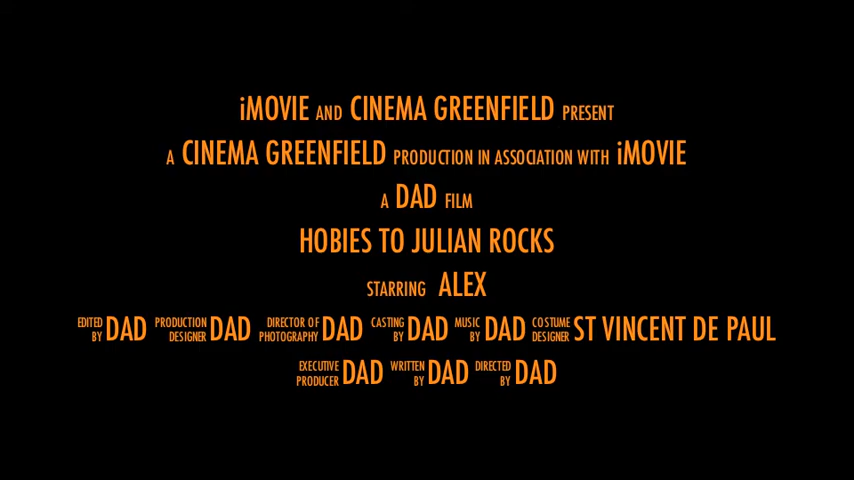 iMOVIE AND CINEMA GREENFIELD PRESENT
A CINEMA GREENFIELD PRODUCTION IN ASSOCIATION WITH iMOVIE
A DAD FILM
HOBIES TO JULIAN ROCKS
STARRING ALEX
EDITED BY DAD PRODUCTION DESIGNER DAD DIRECTOR OF PHOTOGRAPHY DAD CASTING BY DAD MUSIC BY DAD COSTUME DESIGNER ST VINCENT DE PAUL
EXECUTIVE PRODUCER DAD WRITTEN BY DAD DIRECTED BY DAD